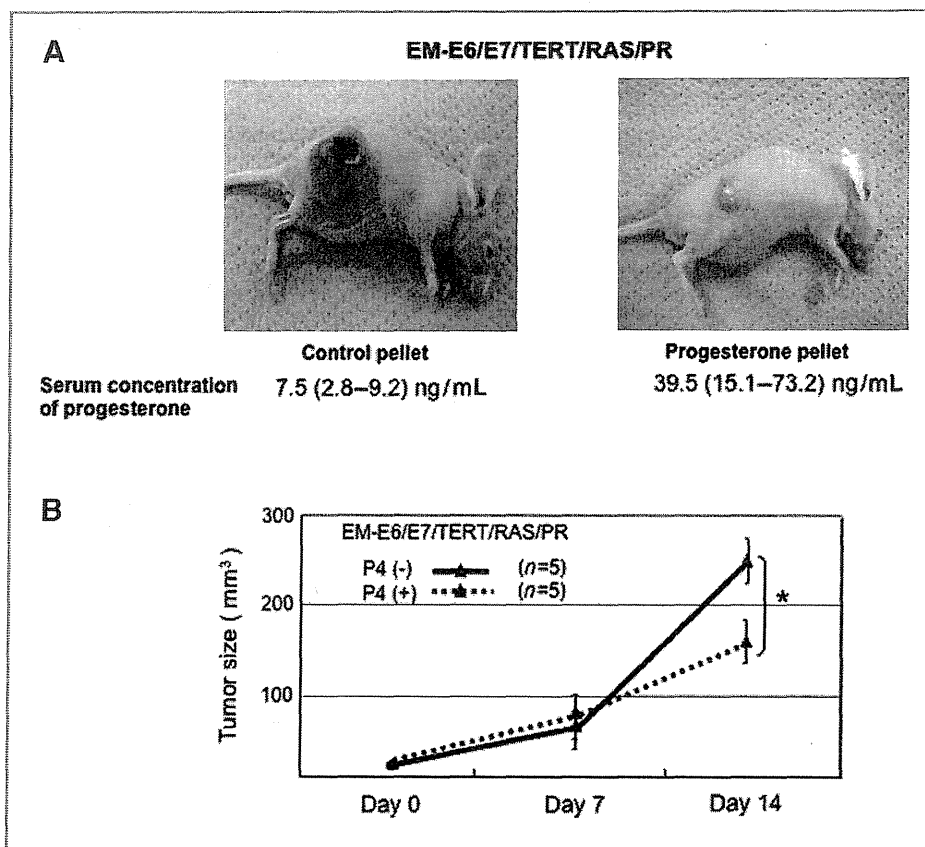 A
EM-E6/E7/TERT/RAS/PR
Control pellet
Progesterone pellet
Serum concentration
of progesterone
7.5 (2.8–9.2) ng/mL
39.5 (15.1–73.2) ng/mL
B
300
200
100
Tumor size ( mm³ )
EM-E6/E7/TERT/RAS/PR
P4 (-) (n=5)
P4 (+) (n=5)
*
Day 0
Day 7
Day 14